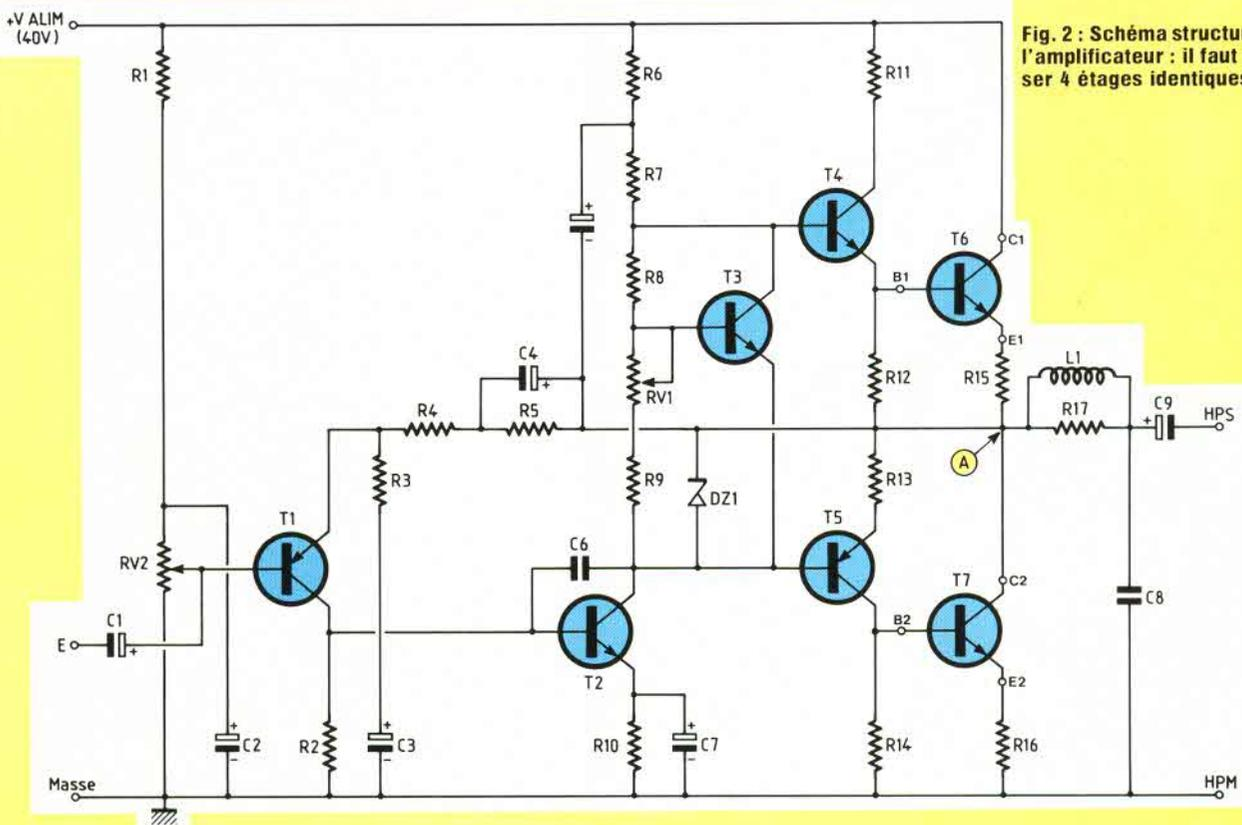 +V ALIM
(40V)
Fig. 2 : Schéma structu
l'amplificateur : il faut
ser 4 étages identiques
R1
R6
R11
R7
T4
T6
C1
R8
T3
B1
E1
C4
RV1
R12
R15
L1
R4
R5
R17
C9
HPS
A
R3
R9
DZ1
R13
T1
T5
RV2
C6
T7
C2
C8
C1
E
B2
T2
E2
C2
R2
C3
R10
C7
R14
R16
Masse
HPM